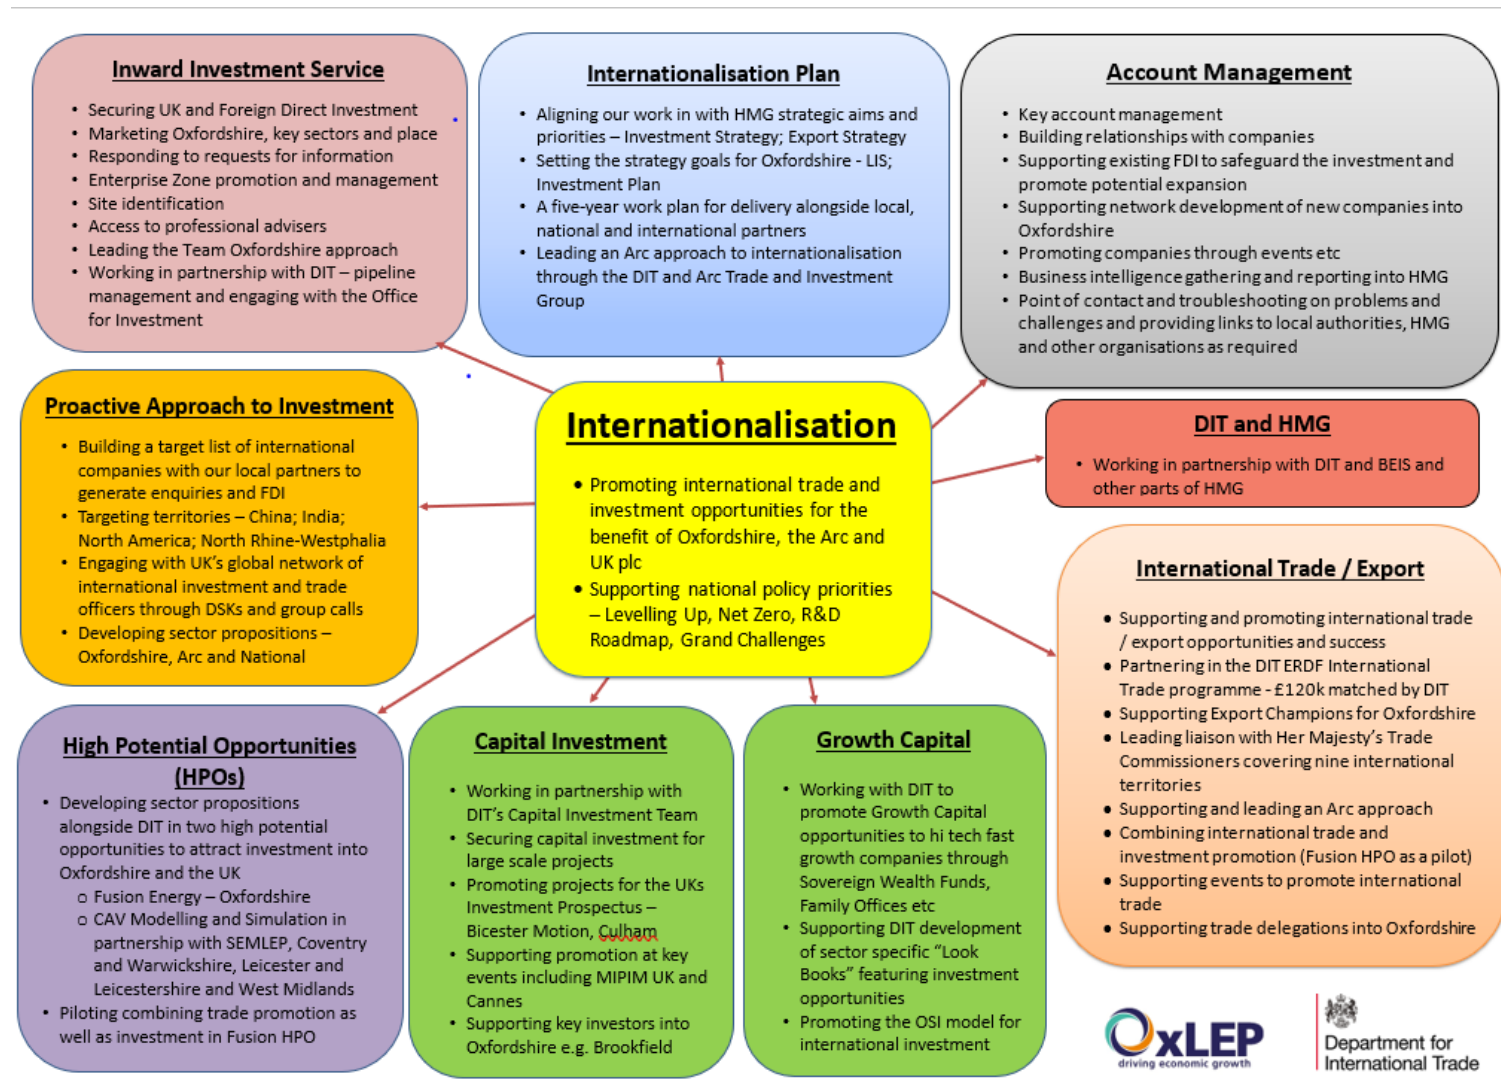 Inward Investment Service
• Securing UK and Foreign Direct Investment
• Marketing Oxfordshire, key sectors and place
• Responding to requests for information
• Enterprise Zone promotion and management
• Site identification
• Access to professional advisers
• Leading the Team Oxfordshire approach
• Working in partnership with DIT – pipeline
management and engaging with the Office
for Investment
Internationalisation Plan
• Aligning our work in with HMG strategic aims and
priorities – Investment Strategy; Export Strategy
• Setting the strategy goals for Oxfordshire - LIS;
Investment Plan
• A five-year work plan for delivery alongside local,
national and international partners
• Leading an Arc approach to internationalisation
through the DIT and Arc Trade and Investment
Group
Account Management
• Key account management
• Building relationships with companies
• Supporting existing FDI to safeguard the investment and
promote potential expansion
• Supporting network development of new companies into
Oxfordshire
• Promoting companies through events etc
• Business intelligence gathering and reporting into HMG
• Point of contact and troubleshooting on problems and
challenges and providing links to local authorities, HMG
and other organisations as required
Proactive Approach to Investment
• Building a target list of international
companies with our local partners to
generate enquiries and FDI
• Targeting territories – China; India;
North America; North Rhine-Westphalia
• Engaging with UK's global network of
international investment and trade
officers through DSKs and group calls
• Developing sector propositions –
Oxfordshire, Arc and National
Internationalisation
• Promoting international trade and
investment opportunities for the
benefit of Oxfordshire, the Arc and
UK plc
• Supporting national policy priorities
– Levelling Up, Net Zero, R&D
Roadmap, Grand Challenges
DIT and HMG
• Working in partnership with DIT and BEIS and
other parts of HMG
International Trade / Export
• Supporting and promoting international trade
/ export opportunities and success
• Partnering in the DIT ERDF International
Trade programme - £120k matched by DIT
• Supporting Export Champions for Oxfordshire
• Leading liaison with Her Majesty's Trade
Commissioners covering nine international
territories
• Supporting and leading an Arc approach
• Combining international trade and
investment promotion (Fusion HPO as a pilot)
• Supporting events to promote international
trade
• Supporting trade delegations into Oxfordshire
High Potential Opportunities
(HPOs)
• Developing sector propositions
alongside DIT in two high potential
opportunities to attract investment into
Oxfordshire and the UK
o Fusion Energy – Oxfordshire
o CAV Modelling and Simulation in
partnership with SEMLEP, Coventry
and Warwickshire, Leicester and
Leicestershire and West Midlands
• Piloting combining trade promotion as
well as investment in Fusion HPO
Capital Investment
• Working in partnership with
DIT's Capital Investment Team
• Securing capital investment for
large scale projects
• Promoting projects for the UKs
Investment Prospectus –
Bicester Motion, Culham
• Supporting promotion at key
events including MIPIM UK and
Cannes
• Supporting key investors into
Oxfordshire e.g. Brookfield
Growth Capital
• Working with DIT to
promote Growth Capital
opportunities to hi tech fast
growth companies through
Sovereign Wealth Funds,
Family Offices etc
• Supporting DIT development
of sector specific “Look
Books” featuring investment
opportunities
• Promoting the OSI model for
international investment
OxLEP
driving economic growth
Department for
International Trade